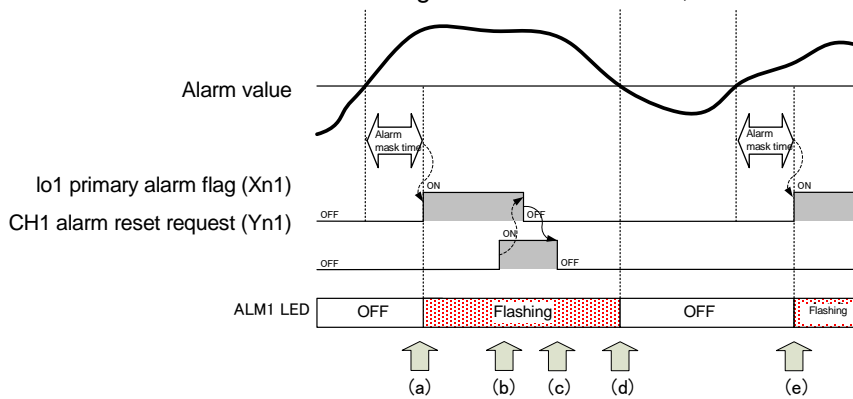 Alarm value
Alarm
mask time
Alarm
mask time
Io1 primary alarm flag (Xn1)
ON
ON
OFF
OFF
CH1 alarm reset request (Yn1)
ON
OFF
OFF
ALM1 LED
OFF
Flashing
OFF
Flashing
(a)
(b)
(c)
(d)
(e)